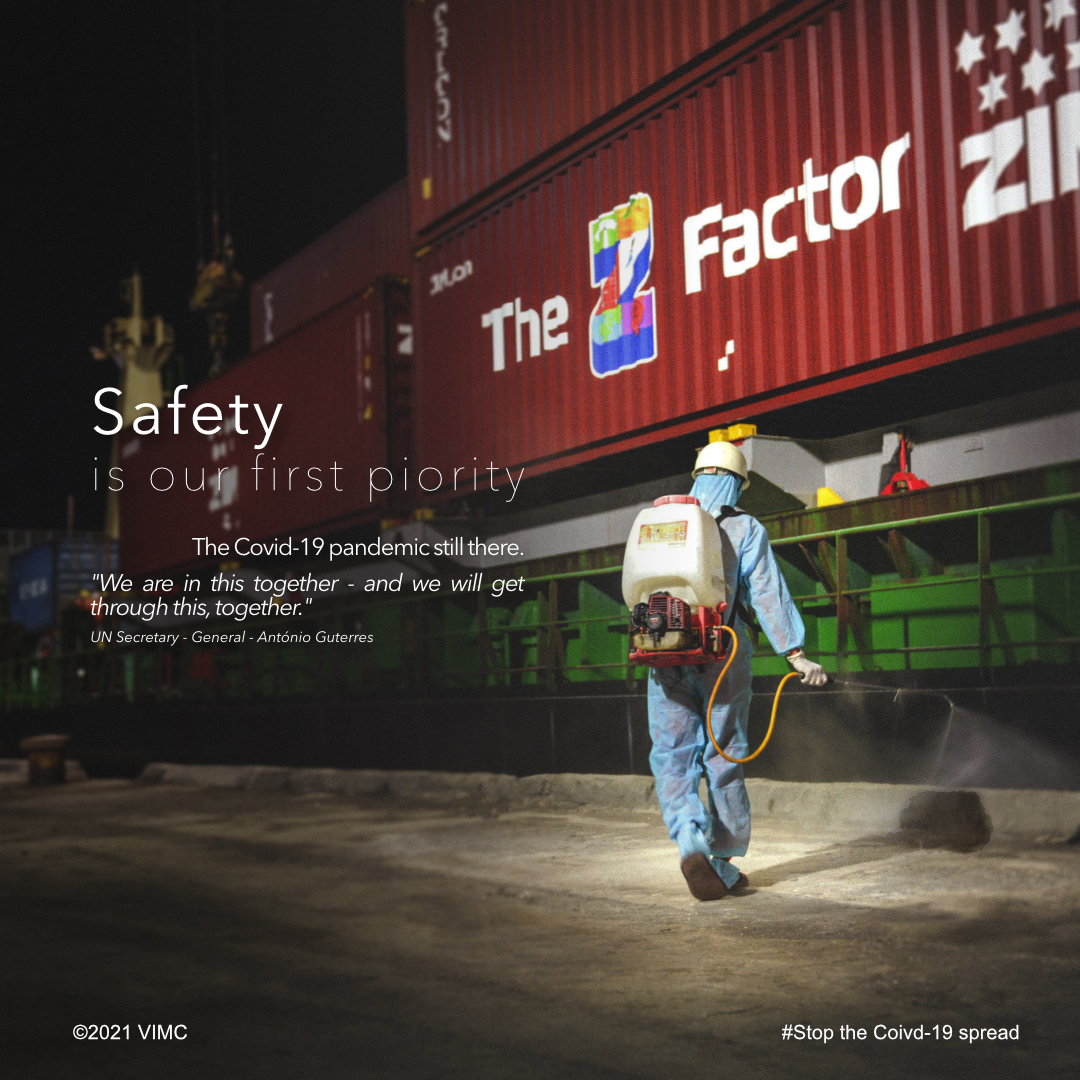 The Z Factor
ZIM
Safety
is our first piority
The Covid-19 pandemic still there.
"We are in this together - and we will get
through this, together."
UN Secretary - General - António Guterres
©2021 VIMC
#Stop the Coivd-19 spread